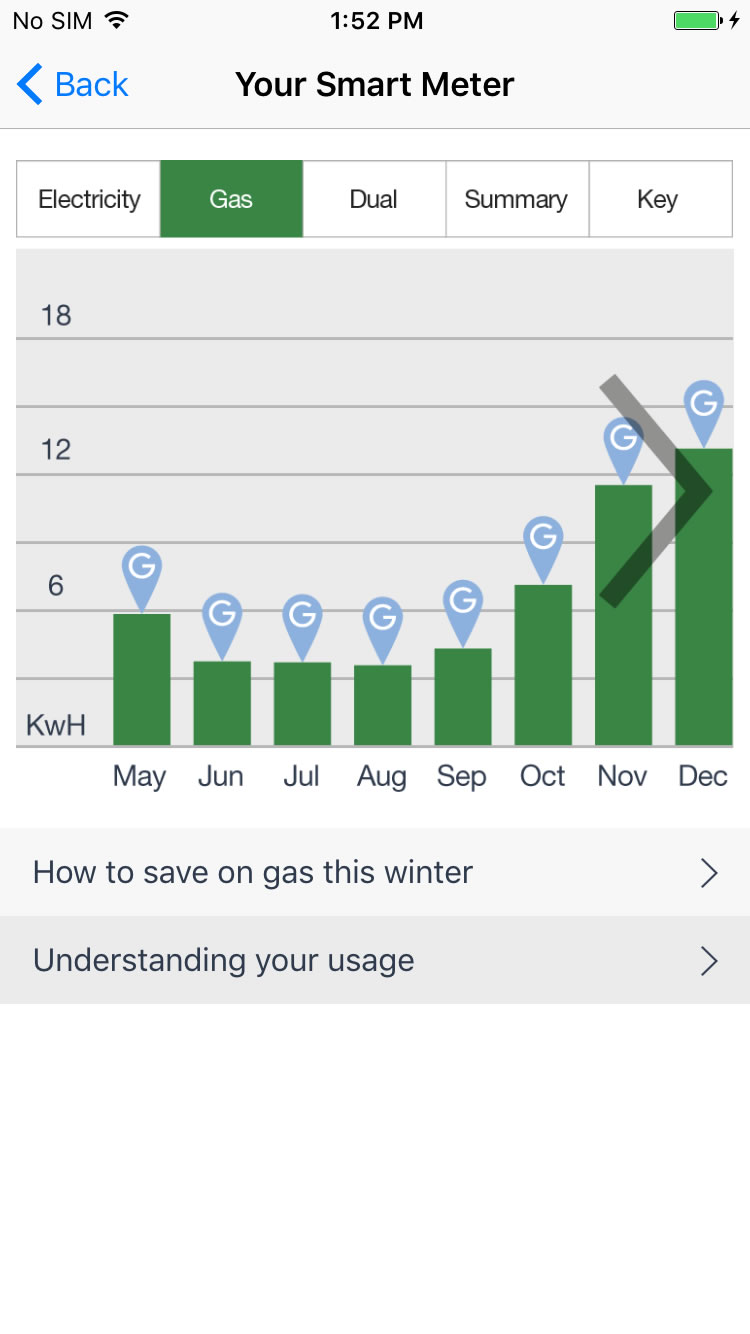 No SIM 1:52 PM
Back Your Smart Meter
Electricity Gas Dual Summary Key
18
G
12 G
G
6 G G G G G
KwH
May Jun Jul Aug Sep Oct Nov Dec
How to save on gas this winter
Understanding your usage